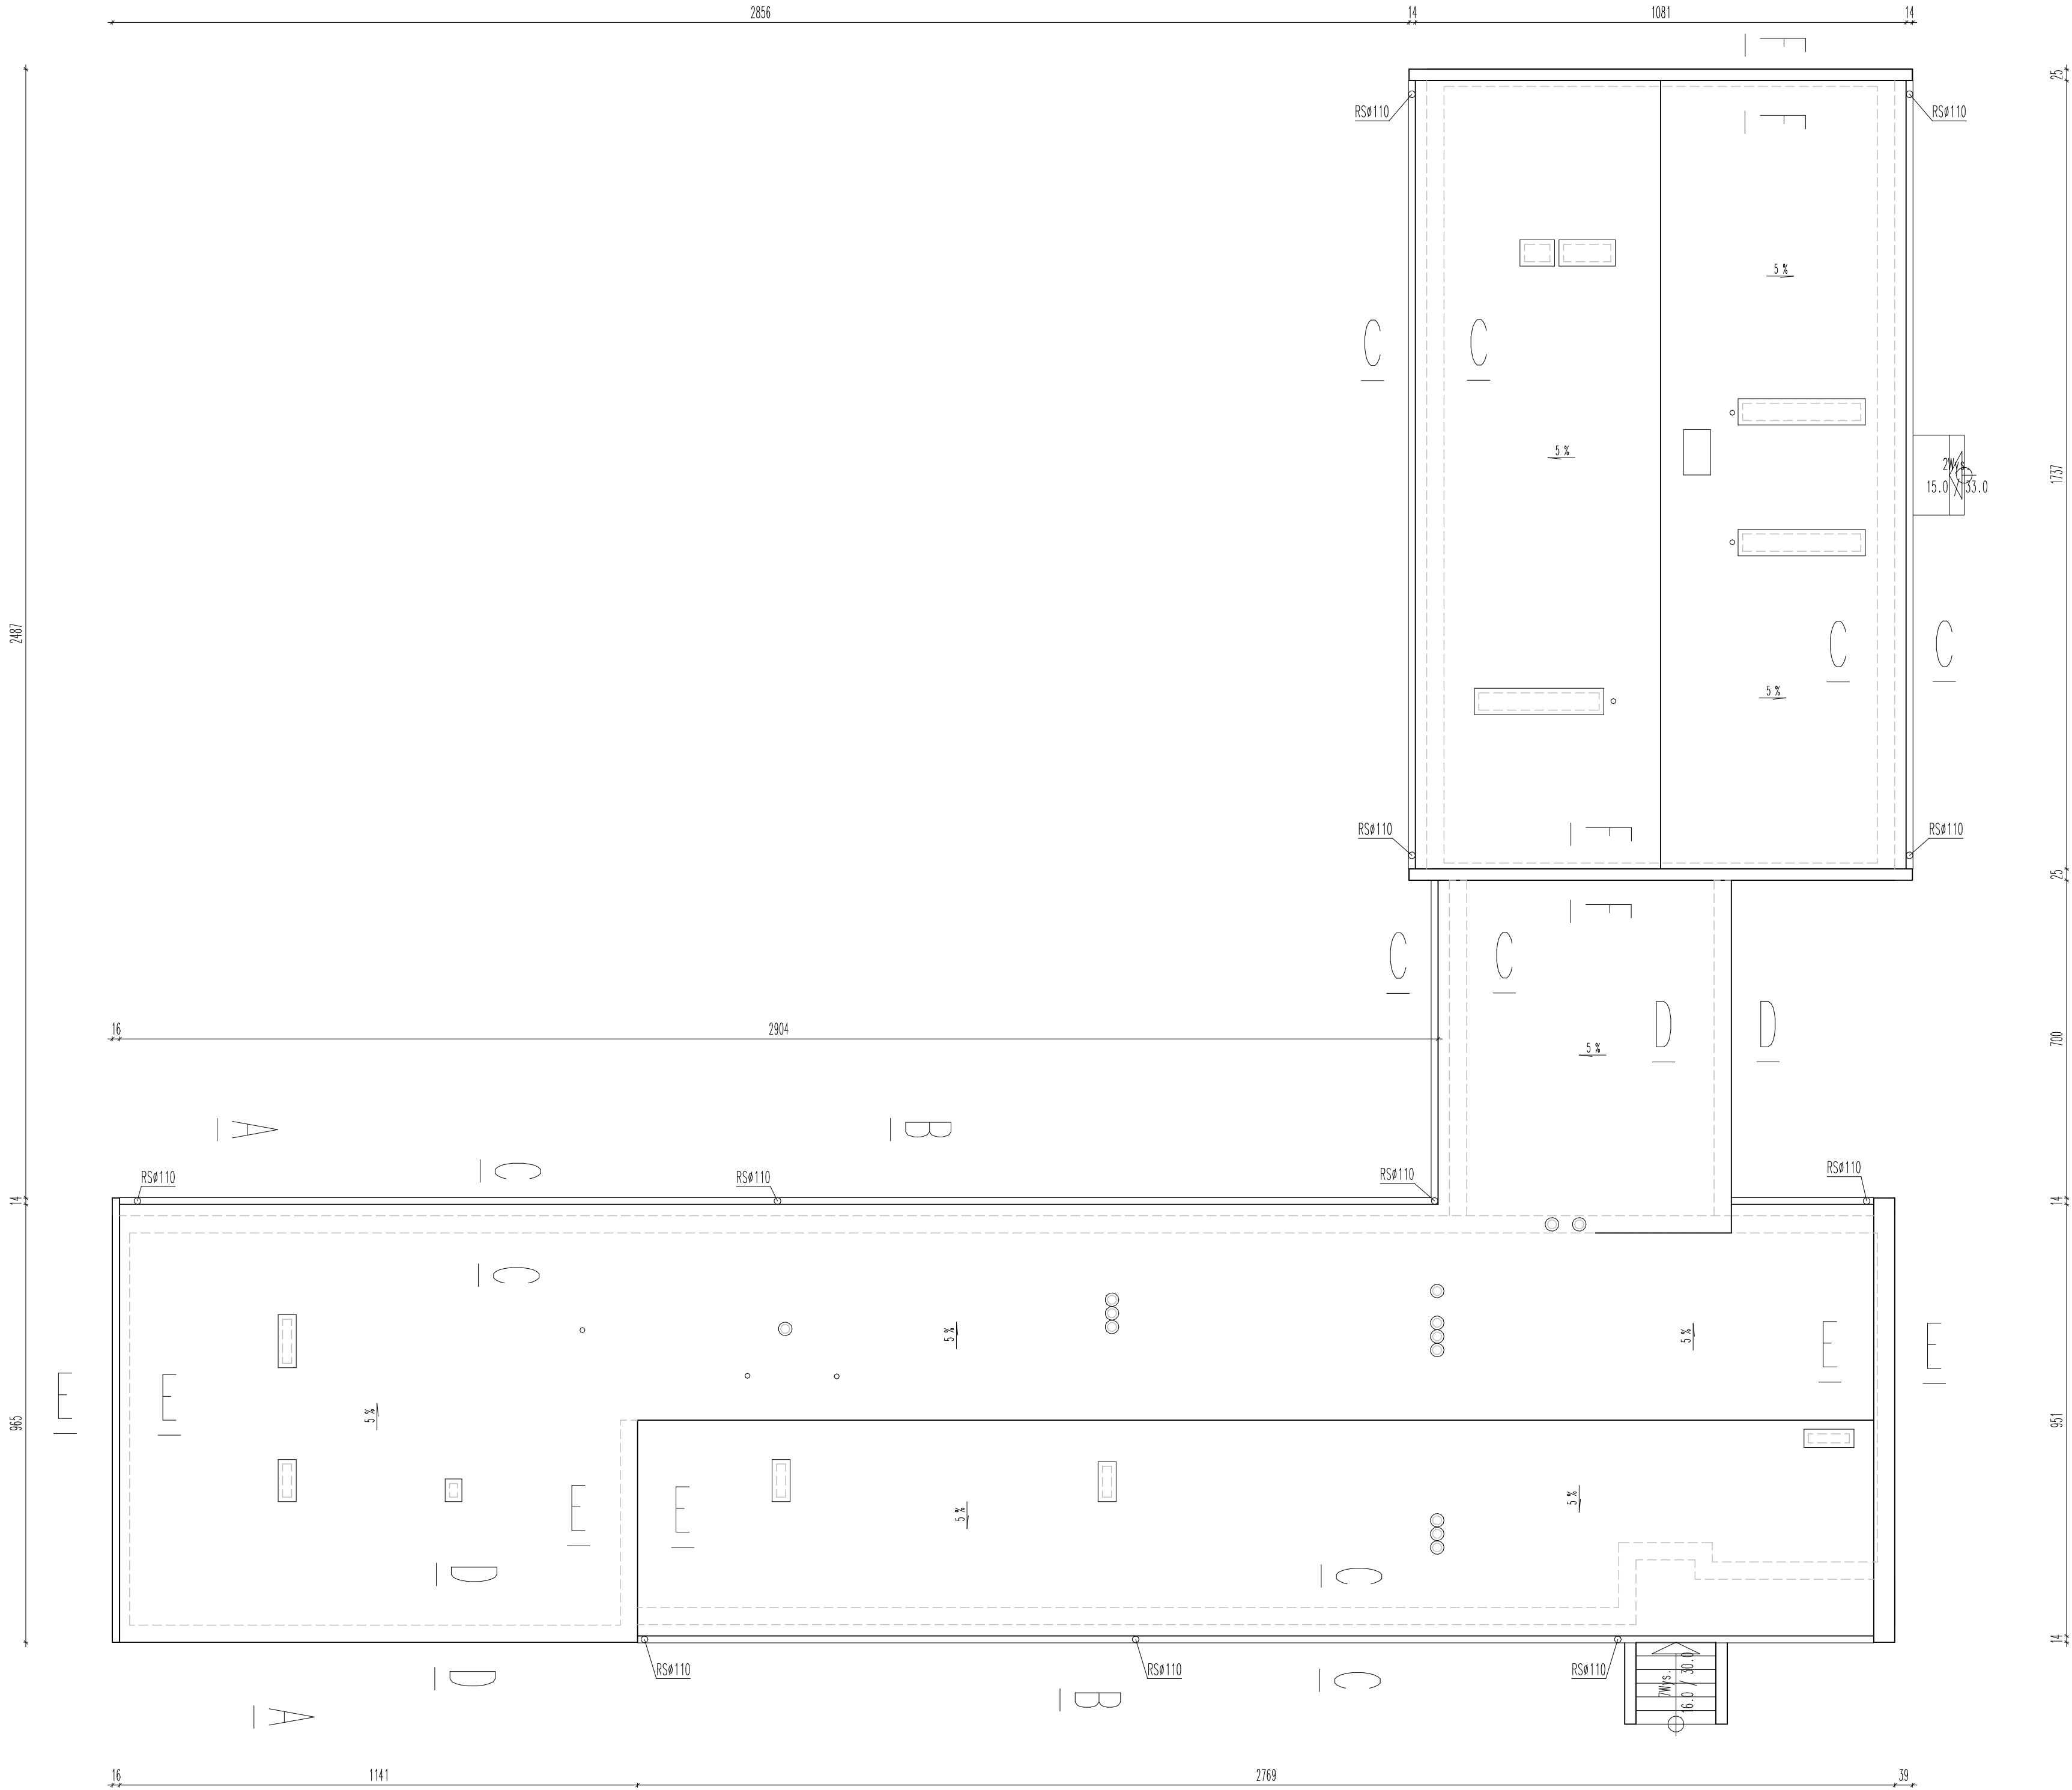 2856
14
1081
14
F
25
RSø110
RSø110
F
5 %
C
C
5 %
2Wys.
15.0 / 33.0
1737
2487
C
C
5 %
RSø110
RSø110
F
25
F
C
C
D
D
16
2904
5 %
700
A
B
C
RSø110
RSø110
RSø110
RSø110
14
14
C
5 %
5 %
E
E
E
E
5 %
965
951
E
E
5 %
5 %
D
C
14
RSø110
RSø110
RSø110
D
C
B
7Wys.
16.0 / 30.0
A
16
1141
2769
39